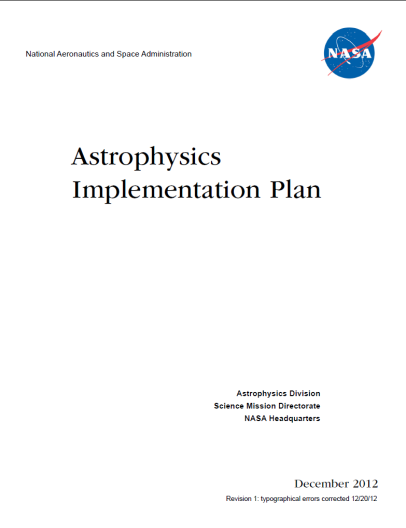 National Aeronautics and Space Administration
NASA
Astrophysics
Implementation Plan
Astrophysics Division
Science Mission Directorate
NASA Headquarters
December 2012
Revision 1: typographical errors corrected 12/20/12